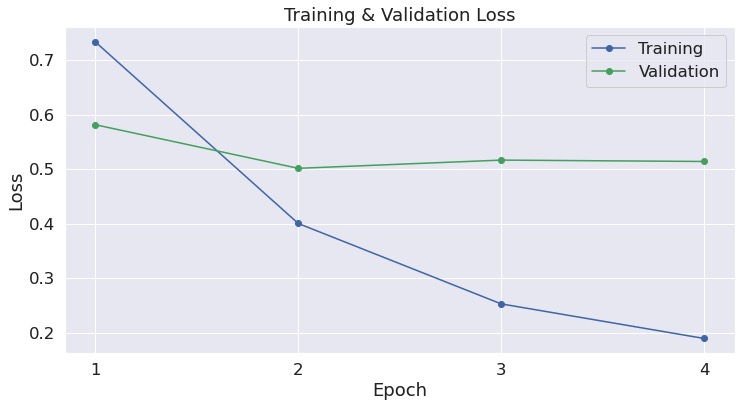 Training & Validation Loss
Training
Validation
0.7
0.6
0.5
0.4
0.3
0.2
Loss
1 2 3 4
Epoch